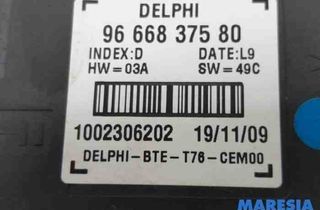 DELPHI
96 668 375 80
INDEX:D DATE:L9
HW=03A SW=49C
1002306202 19/11/09
DELPHI-BTE-T76-CEM00
MARESIA